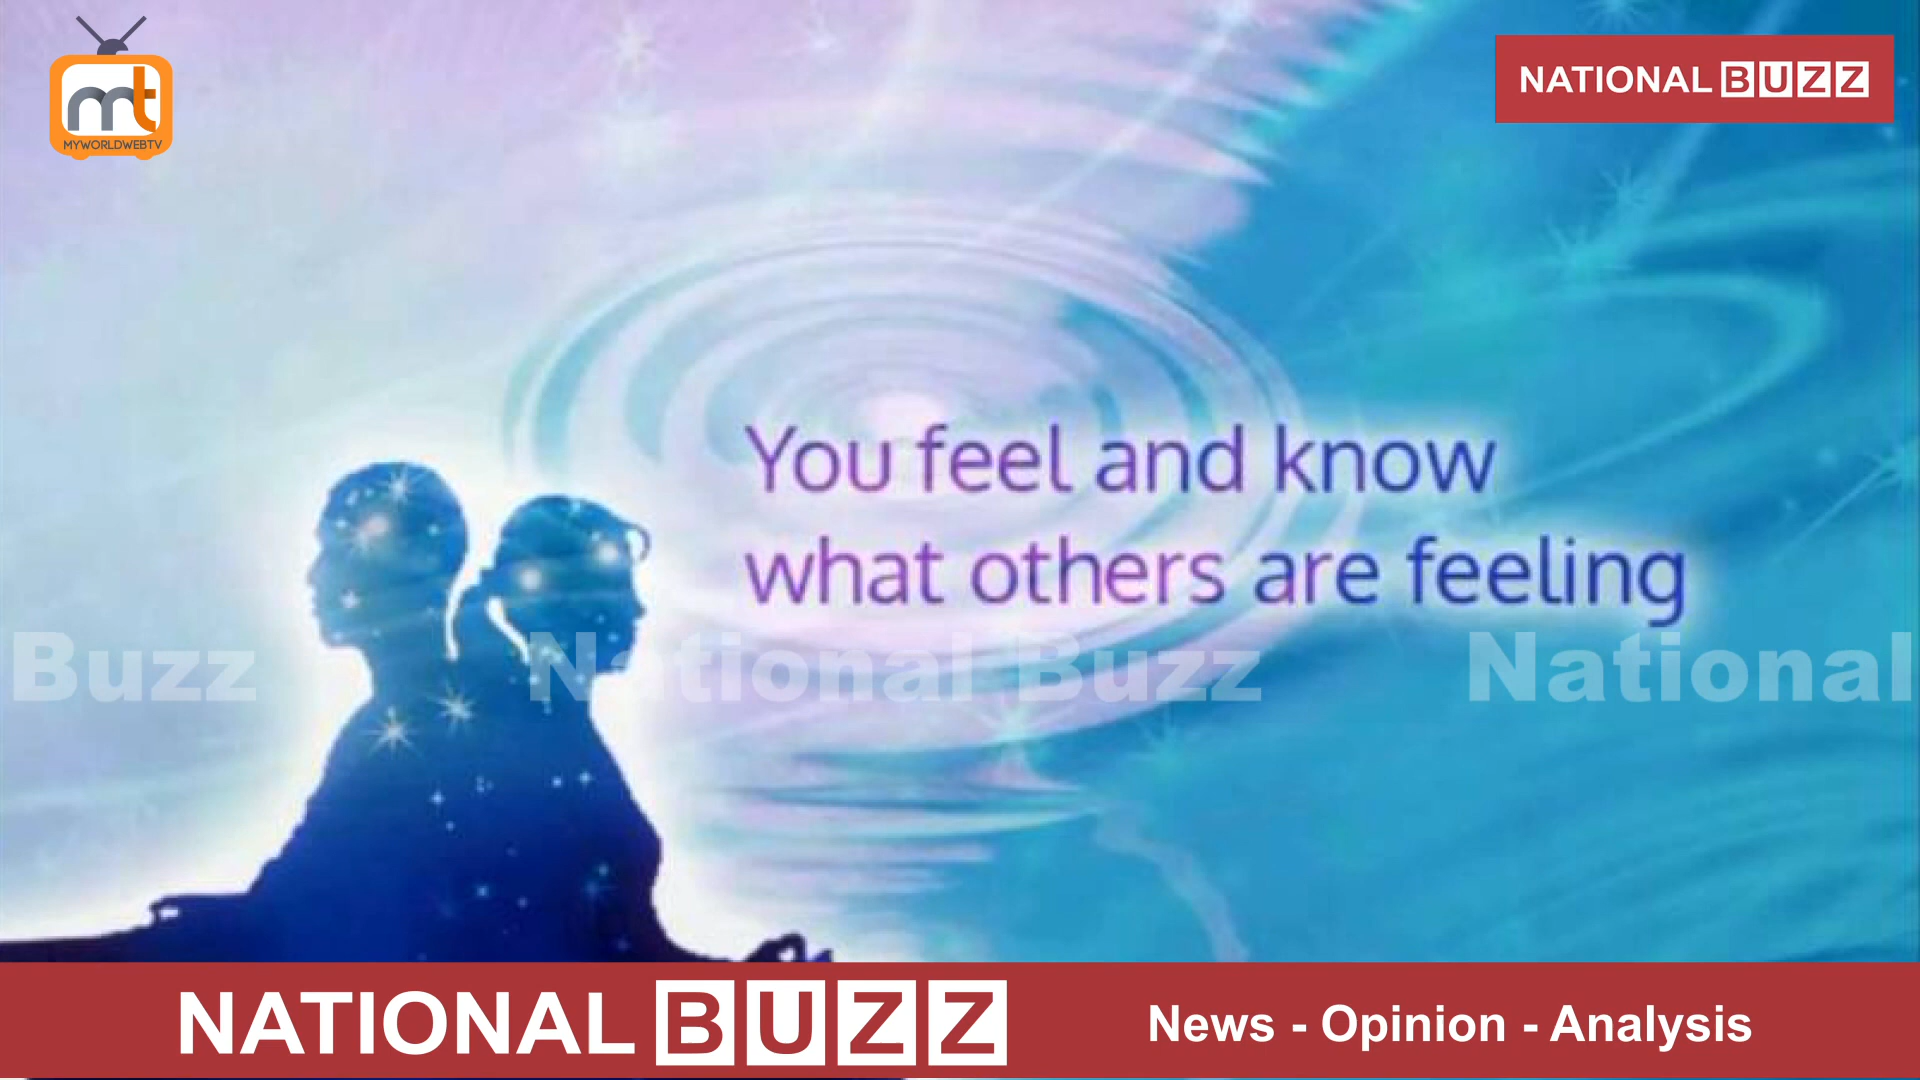 mt
MYWORLDWEBTV
NATIONAL BUZZ
You feel and know
what others are feeling
Buzz National Buzz National
NATIONAL BUZZ
News - Opinion - Analysis